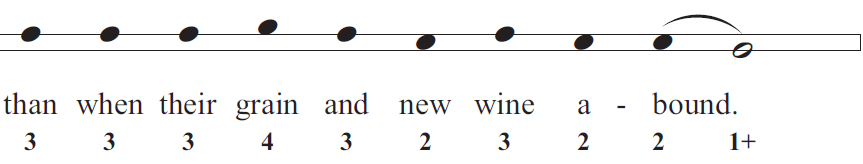 than when their grain and new wine a - bound.
3 3 3 4 3 2 3 2 2 1+